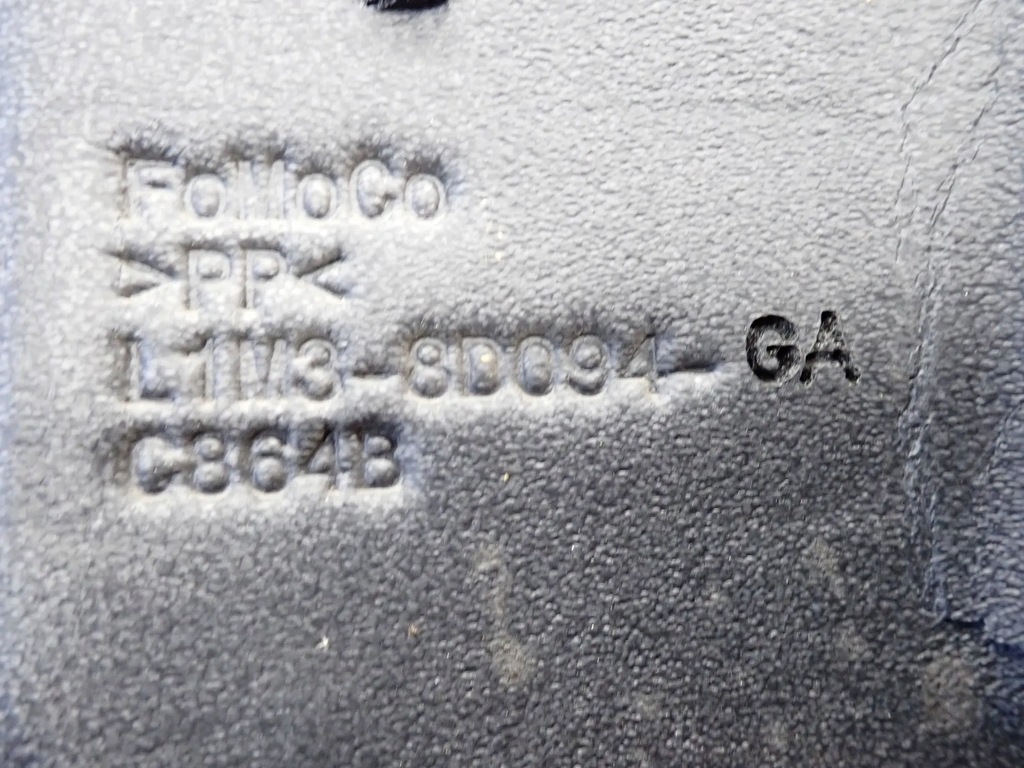 FoMoCo
>PP<
L1M3-8D094-GA
C864B